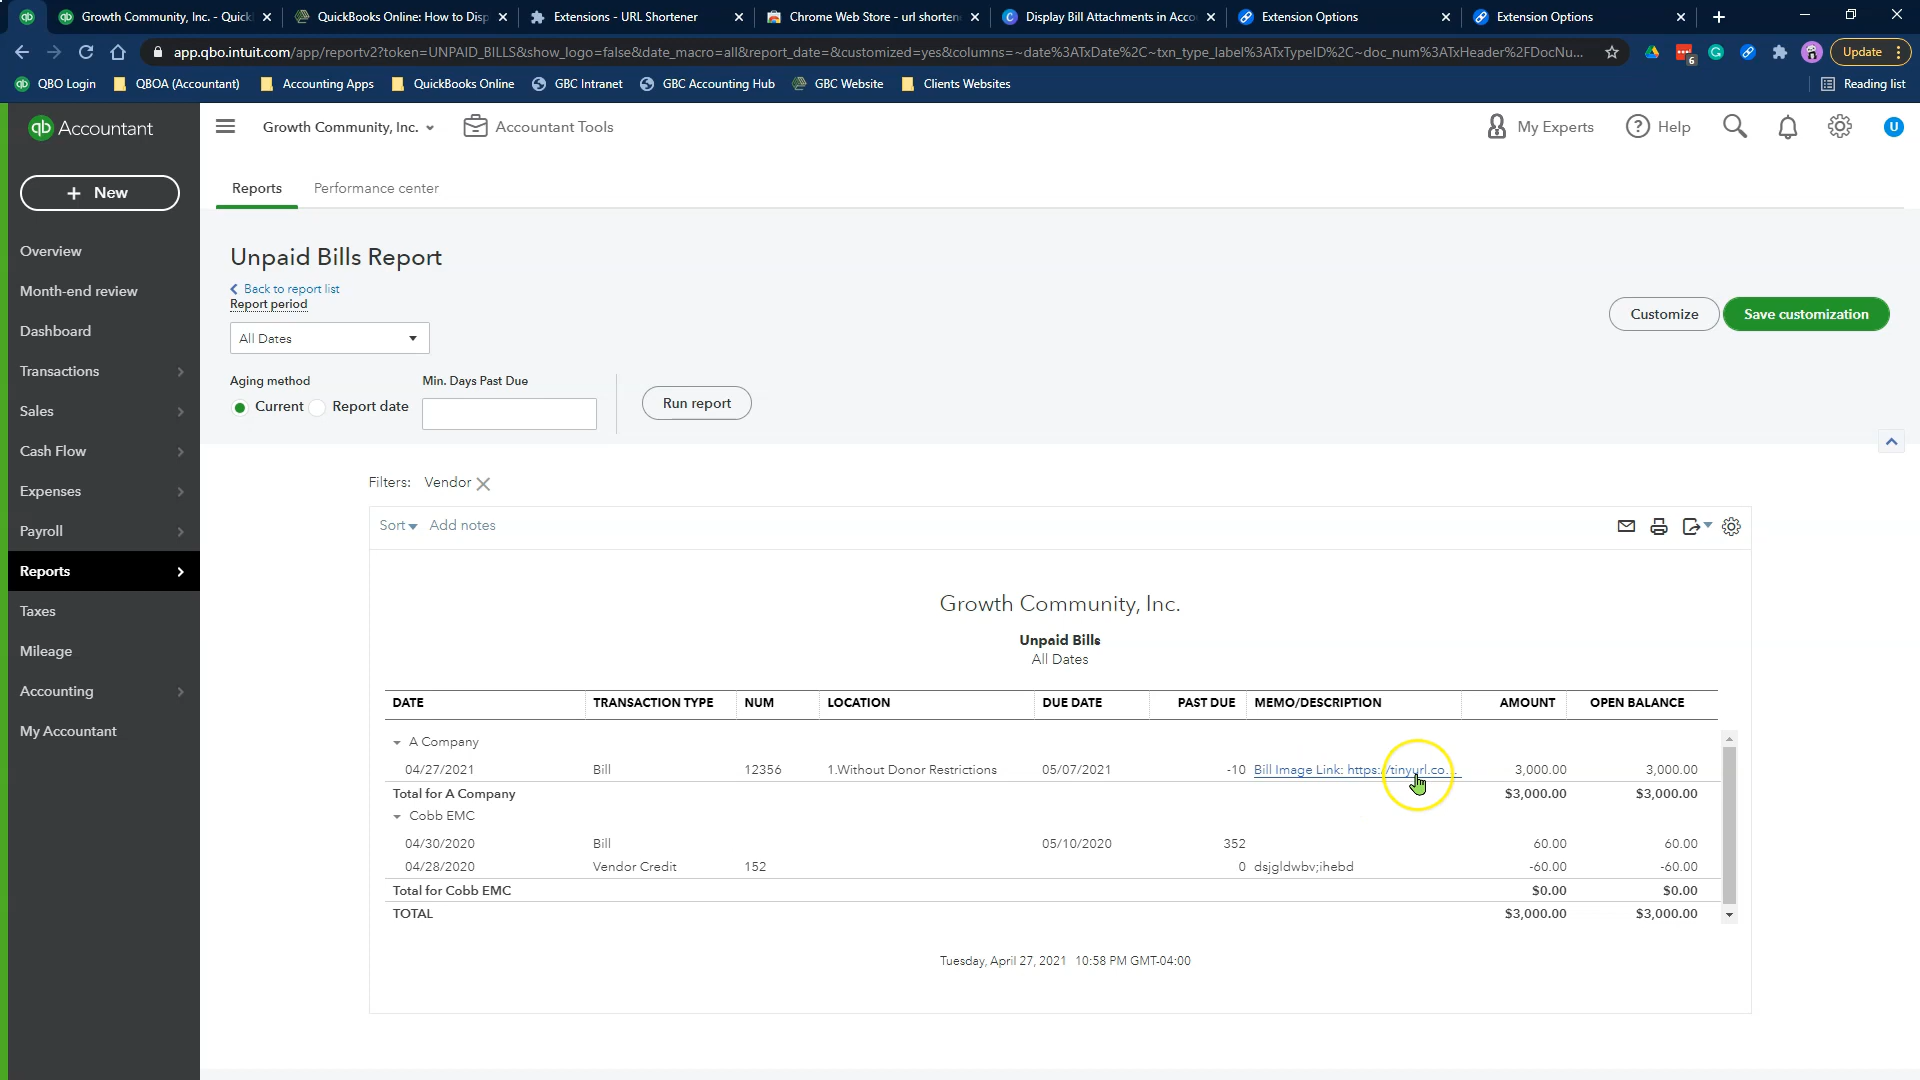 Growth Community, Inc. - Quick
QuickBooks Online: How to Disp
Extensions - URL Shortener
Chrome Web Store - url shorten
Display Bill Attachments in Acco
Extension Options
Extension Options
app.qbo.intuit.com/app/reportv2?token=UNPAID_BILLS&show_logo=false&date_macro=all&report_date=&customized=yes&columns=~date%3ATxDate%2C~txn_type_label%3ATxTypeID%2C~doc_num%3ATxHeader%2FDocNu...
6
Update
QBO Login
QBOA (Accountant)
Accounting Apps
QuickBooks Online
GBC Intranet
GBC Accounting Hub
GBC Website
Clients Websites
Reading list
qb Accountant
Growth Community, Inc.
Accountant Tools
My Experts
? Help
U
+ New
Reports
Performance center
Overview
Month-end review
Dashboard
Transactions
Sales
Cash Flow
Expenses
Payroll
Reports
Taxes
Mileage
Accounting
My Accountant
Unpaid Bills Report
Back to report list
Report period
All Dates
Customize
Save customization
Aging method
Min. Days Past Due
Current
Report date
Run report
Filters: Vendor
Sort
Add notes
Growth Community, Inc.
Unpaid Bills
All Dates
DATE TRANSACTION TYPE NUM LOCATION DUE DATE PAST DUE MEMO/DESCRIPTION AMOUNT OPEN BALANCE
A Company
04/27/2021 Bill 12356 1.Without Donor Restrictions 05/07/2021 -10 Bill Image Link: https://tinyurl.co... 3,000.00 3,000.00
Total for A Company $3,000.00 $3,000.00
Cobb EMC
04/30/2020 Bill 05/10/2020 352 60.00 60.00
04/28/2020 Vendor Credit 152 0 dsjgldwbv;ihebd -60.00 -60.00
Total for Cobb EMC $0.00 $0.00
TOTAL $3,000.00 $3,000.00
Tuesday, April 27, 2021 10:58 PM GMT-04:00